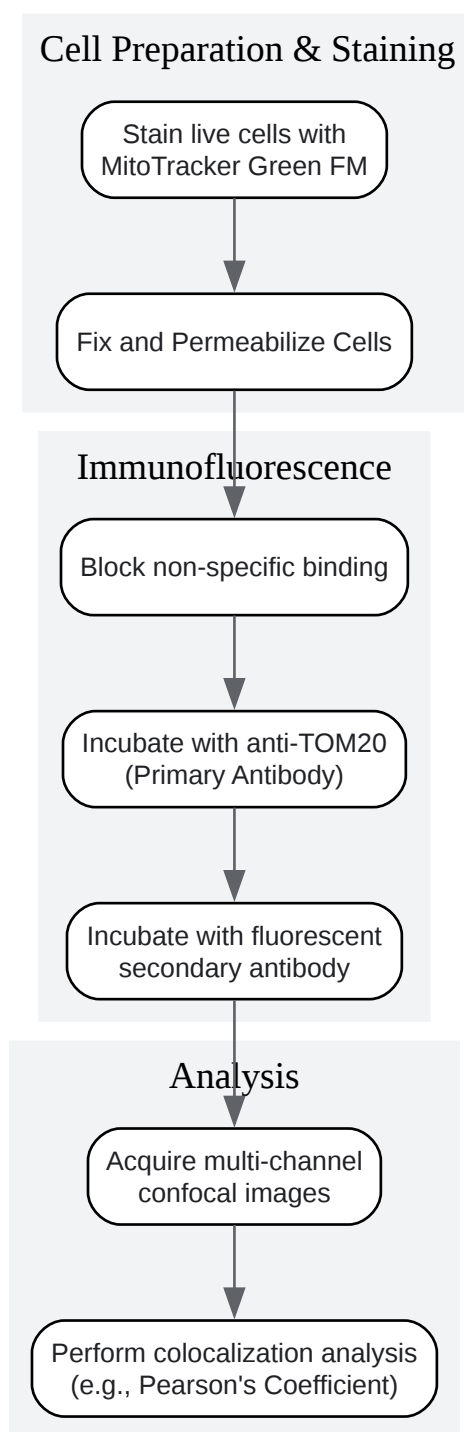 Cell Preparation & Staining
Stain live cells with
MitoTracker Green FM
Fix and Permeabilize Cells
Immunofluorescence
Block non-specific binding
Incubate with anti-TOM20
(Primary Antibody)
Incubate with fluorescent
secondary antibody
Analysis
Acquire multi-channel
confocal images
Perform colocalization analysis
(e.g., Pearson's Coefficient)